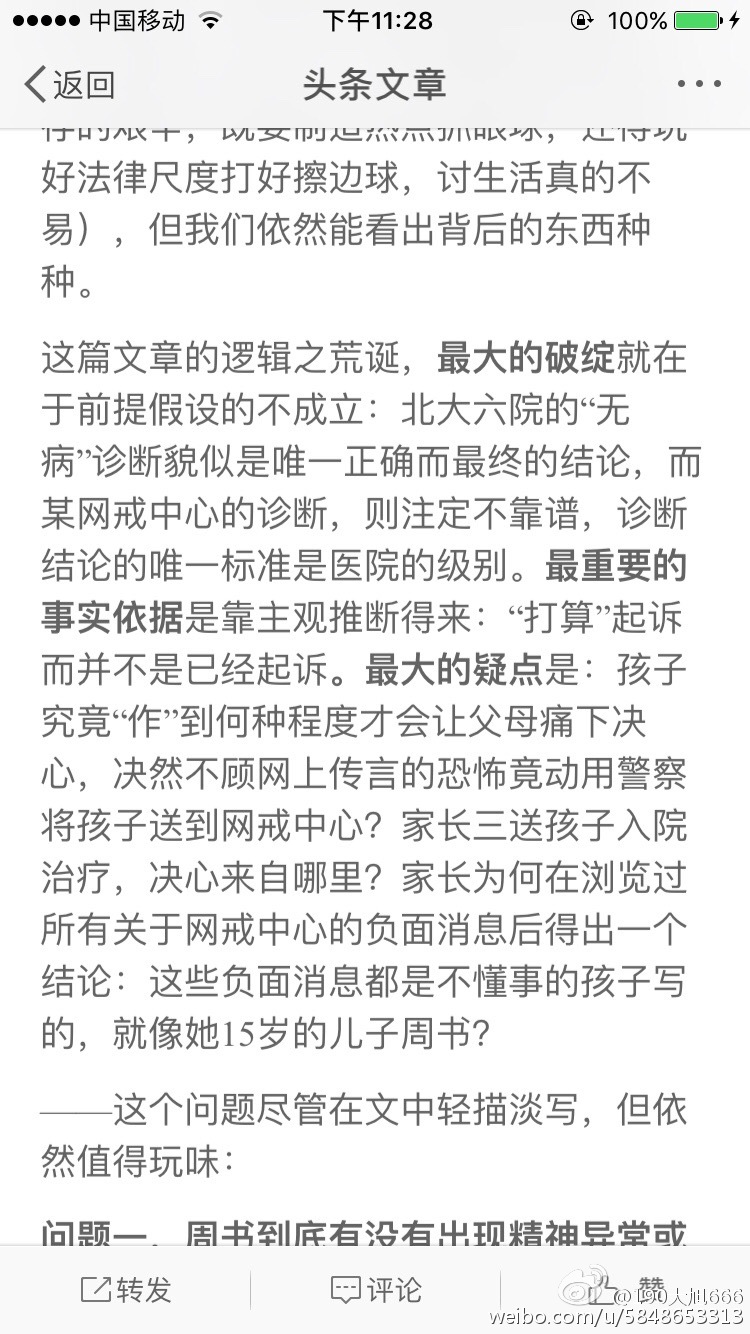 中国移动 下午11:28 100%
返回 头条文章 ...
存的艰辛，既要制造热点抓眼球，还得玩
好法律尺度打好擦边球，讨生活真的不
易），但我们依然能看出背后的东西种
种。
这篇文章的逻辑之荒诞，最大的破绽就在
于前提假设的不成立：北大六院的“无
病”诊断貌似是唯一正确而最终的结论，而
某网戒中心的诊断，则注定不靠谱，诊断
结论的唯一标准是医院的级别。最重要的
事实依据是靠主观推断得来：“打算”起诉
而并不是已经起诉。最大的疑点是：孩子
究竟“作”到何种程度才会让父母痛下决
心，决然不顾网上传言的恐怖竟动用警察
将孩子送到网戒中心？家长三送孩子入院
治疗，决心来自哪里？家长为何在浏览过
所有关于网戒中心的负面消息后得出一个
结论：这些负面消息都是不懂事的孩子写
的，就像她15岁的儿子周书？
——这个问题尽管在文中轻描淡写，但依
然值得玩味：
问题一，周书到底有没有出现精神异常或
转发 评论 赞
weibo.com/u/5848653313